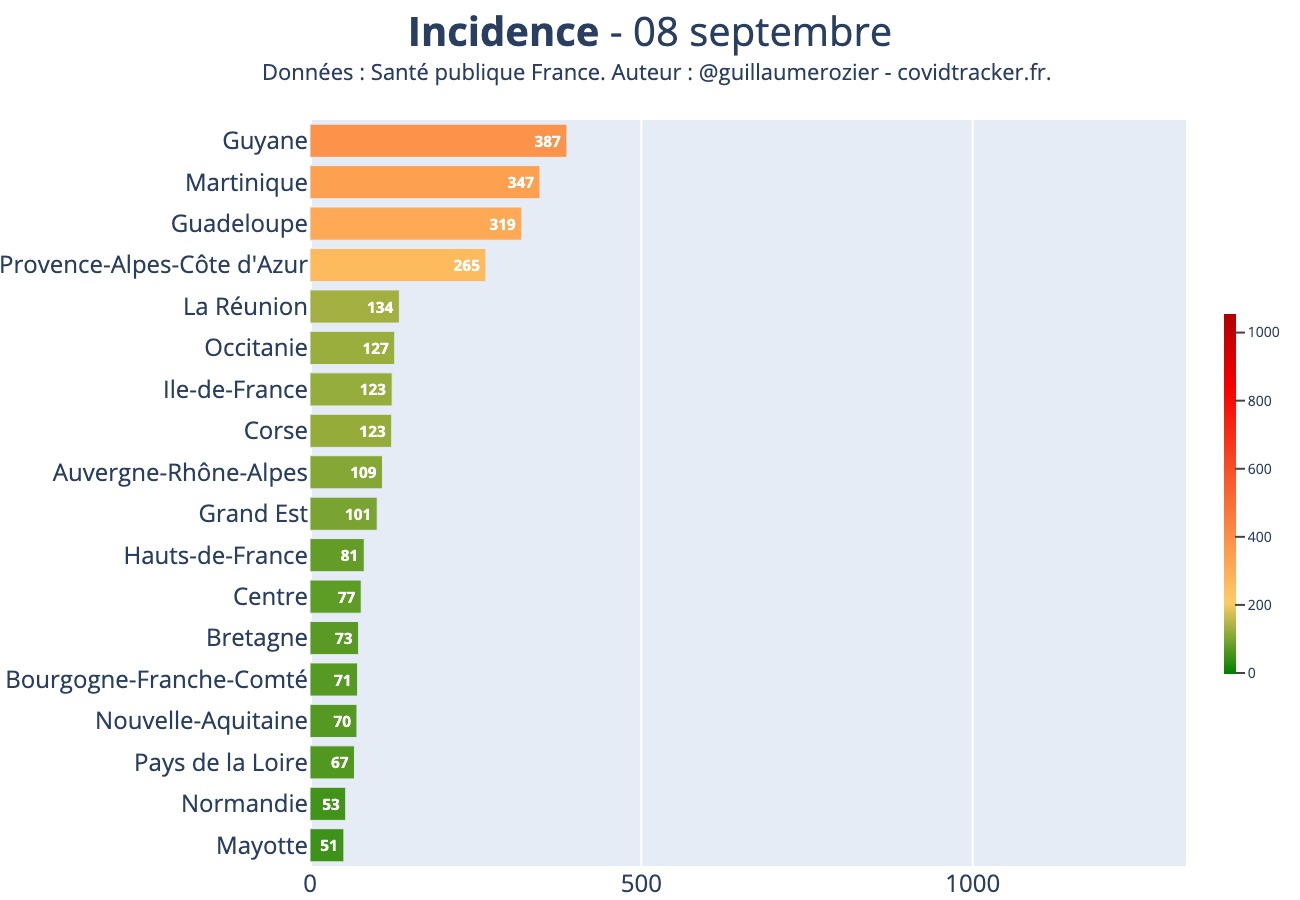 Incidence - 08 septembre
Données : Santé publique France. Auteur : @guillaumerozier - covidtracker.fr.
Guyane 387
Martinique 347
Guadeloupe 319
Provence-Alpes-Côte d'Azur 265
La Réunion 134
Occitanie 127
Ile-de-France 123
Corse 123
Auvergne-Rhône-Alpes 109
Grand Est 101
Hauts-de-France 81
Centre 77
Bretagne 73
Bourgogne-Franche-Comté 71
Nouvelle-Aquitaine 70
Pays de la Loire 67
Normandie 53
Mayotte 51
0 500 1000
1000
800
600
400
200
0